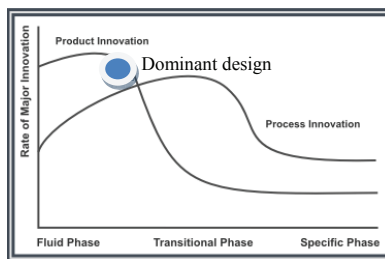 Product Innovation
Dominant design
Process Innovation
Rate of Major Innovation
Fluid Phase Transitional Phase Specific Phase